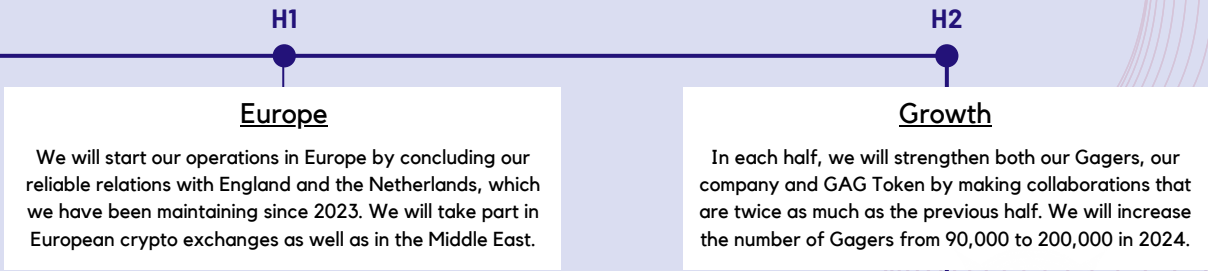 H1
H2
Europe
We will start our operations in Europe by concluding our
reliable relations with England and the Netherlands, which
we have been maintaining since 2023. We will take part in
European crypto exchanges as well as in the Middle East.
Growth
In each half, we will strengthen both our Gagers, our
company and GAG Token by making collaborations that
are twice as much as the previous half. We will increase
the number of Gagers from 90,000 to 200,000 in 2024.